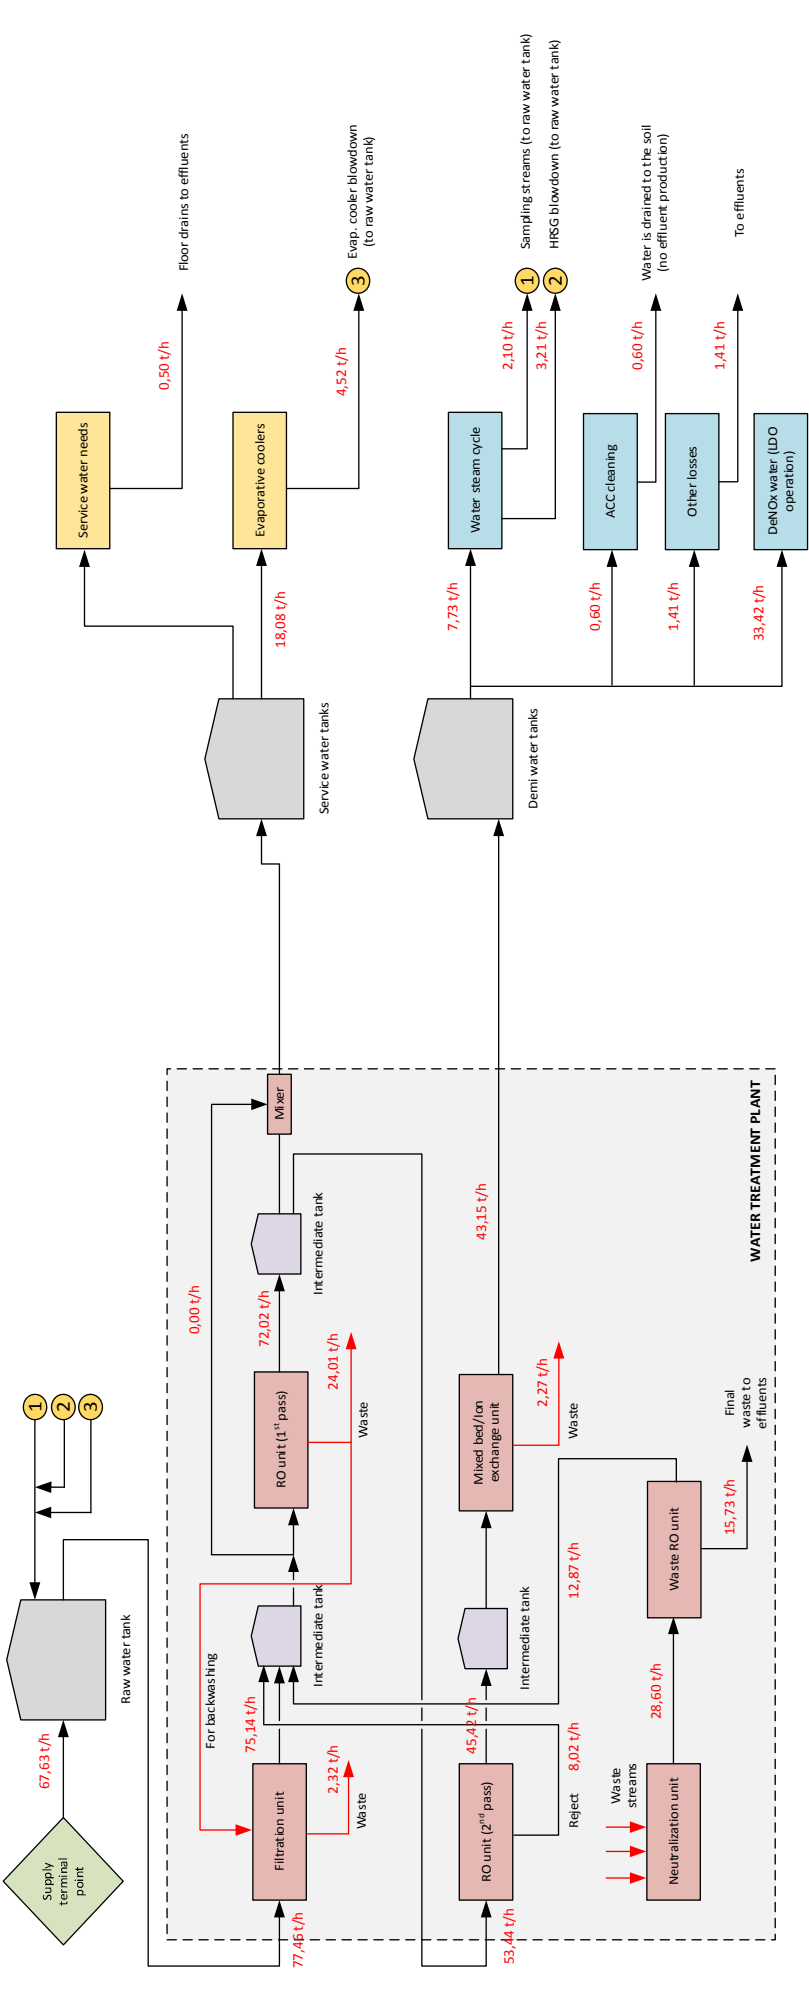 Supply
terminal
point
67,63 t/h
Raw water tank
1
2
3
77,46 t/h
Filtration unit
2,32 t/h
Waste
For backwashing
75,14 t/h
Intermediate tank
RO unit (1st pass)
24,01 t/h
Waste
0,00 t/h
72,02 t/h
Intermediate tank
Mixer
53,44 t/h
RO unit (2nd pass)
Reject
8,02 t/h
45,42 t/h
Intermediate tank
Mixed bed/Ion
exchange unit
2,27 t/h
Waste
43,15 t/h
Waste
streams
Neutralization unit
28,60 t/h
12,87 t/h
Waste RO unit
15,73 t/h
Final
waste to
effluents
WATER TREATMENT PLANT
Service water tanks
Service water needs
0,50 t/h
Floor drains to effluents
18,08 t/h
Evaporative coolers
4,52 t/h
3
Evap. cooler blowdown
(to raw water tank)
Demi water tanks
7,73 t/h
Water steam cycle
2,10 t/h
1
Sampling streams (to raw water tank)
3,21 t/h
2
HRSG blowdown (to raw water tank)
0,60 t/h
ACC cleaning
0,60 t/h
Water is drained to the soil
(no effluent production)
1,41 t/h
Other losses
1,41 t/h
To effluents
33,42 t/h
DeNOx water (LDO
operation)